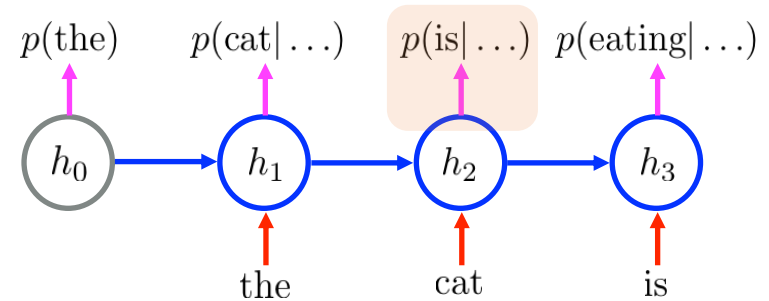 p(the) p(cat| . . .) p(is| . . .) p(eating| . . .)
h₀ h₁ h₂ h₃
the cat is